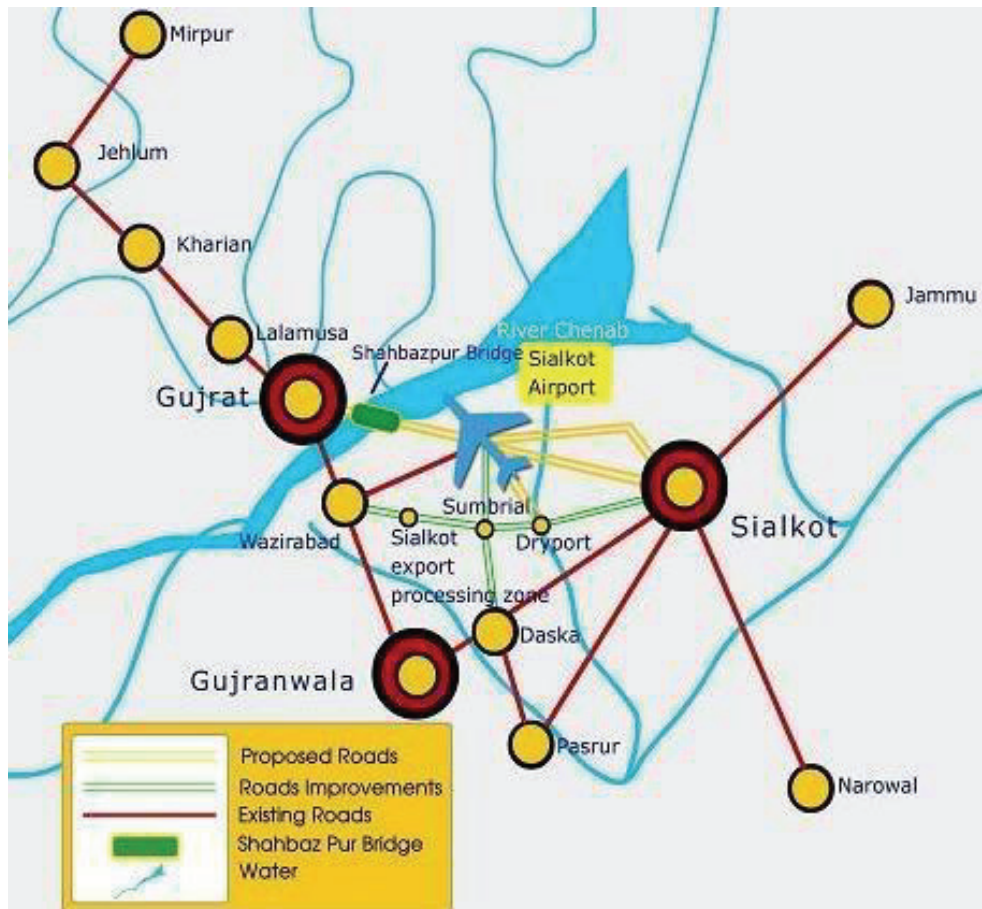 Mirpur
Jehlum
Kharian
Jammu
Lalamusa
River Chenab
Shahbazpur Bridge
Sialkot
Airport
Gujrat
Sumbrial
Wazirabad
Sialkot
export
processing zone
Dryport
Sialkot
Daska
Gujranwala
Pasrur
Narowal
Proposed Roads
Roads Improvements
Existing Roads
Shahbaz Pur Bridge
Water